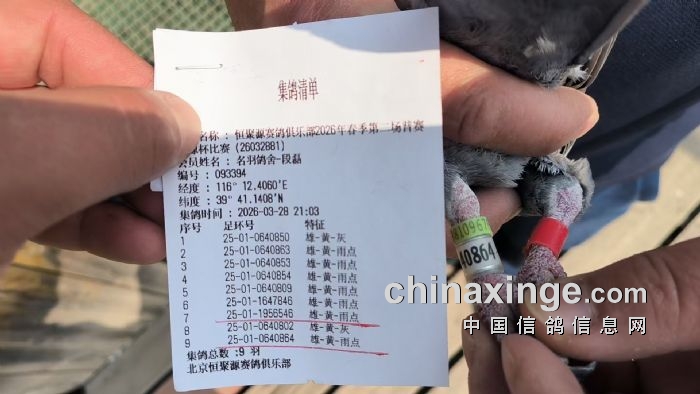 集鸽清单
名称：恒聚源赛鸽俱乐部2026年春季第二场首赛
杯比赛 (26032881)
会员姓名：名羽鸽舍-段磊
编号：093394
经度：116° 12.4060'E
纬度：39° 41.1408'N
集鸽时间：2026-03-28 21:03
序号 足环号 特征
1 25-01-0640850 雄-黄-灰
2 25-01-0640863 雄-黄-雨点
3 25-01-0640853 雄-黄-雨点
4 25-01-0640854 雄-黄-雨点
5 25-01-0640809 雄-黄-雨点
6 25-01-1647846 雄-黄-雨点
7 25-01-1956546 雄-黄-雨点
8 25-01-0640802 雄-黄-灰
9 25-01-0640864 雄-黄-雨点
集鸽总数：9 羽
北京恒聚源赛鸽俱乐部
40864
chinaxinge.com
中国信鸽信息网